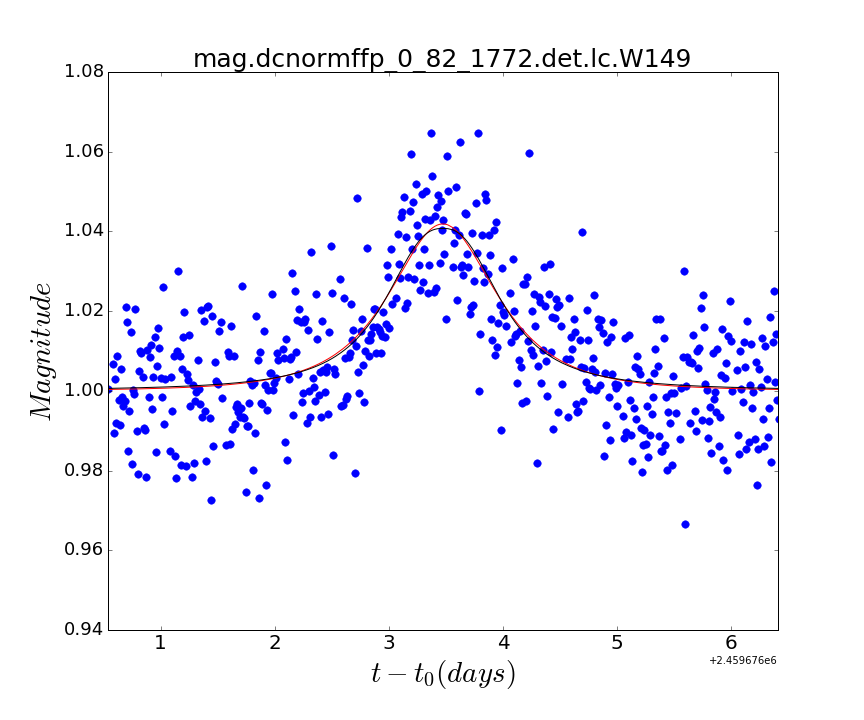 mag.dcnormffp_0_82_1772.det.lc.W149
1.08
1.06
1.04
1.02
1.00
0.98
0.96
0.94
Magnitude
1 2 3 4 5 6
+2.459676e6
t − t₀(days)